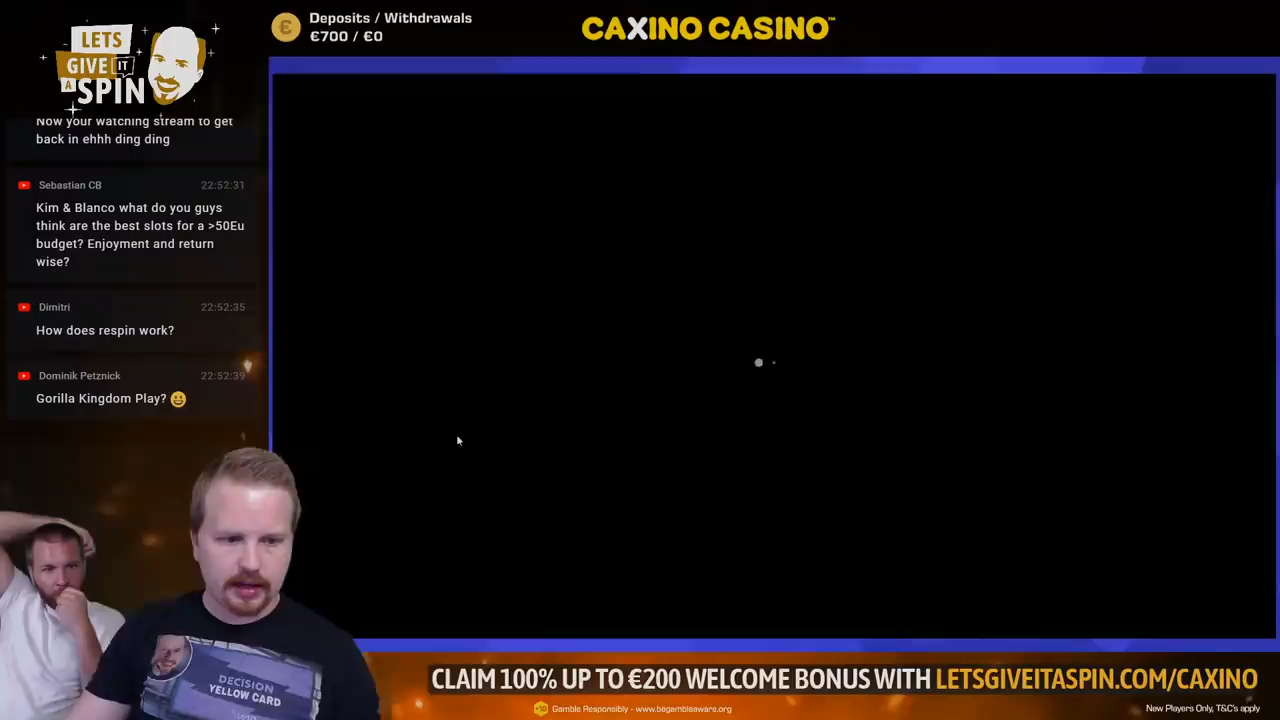 LETS
GIVE IT
A SPIN
Deposits / Withdrawals
€700 / €0
CAXINO CASINO™
Now your watching stream to get
back in ehhh ding ding
Sebastian CB 22:52:31
Kim & Blanco what do you guys
think are the best slots for a >50Eu
budget? Enjoyment and return
wise?
Dimitri 22:52:35
How does respin work?
Dominik Petznick 22:52:39
Gorilla Kingdom Play? 😀
DECISION
YELLOW CARD
CLAIM 100% UP TO €200 WELCOME BONUS WITH LETSGIVEITASPIN.COM/CAXINO
Gamble Responsibly - www.begambleaware.org
New Players Only, T&C's apply